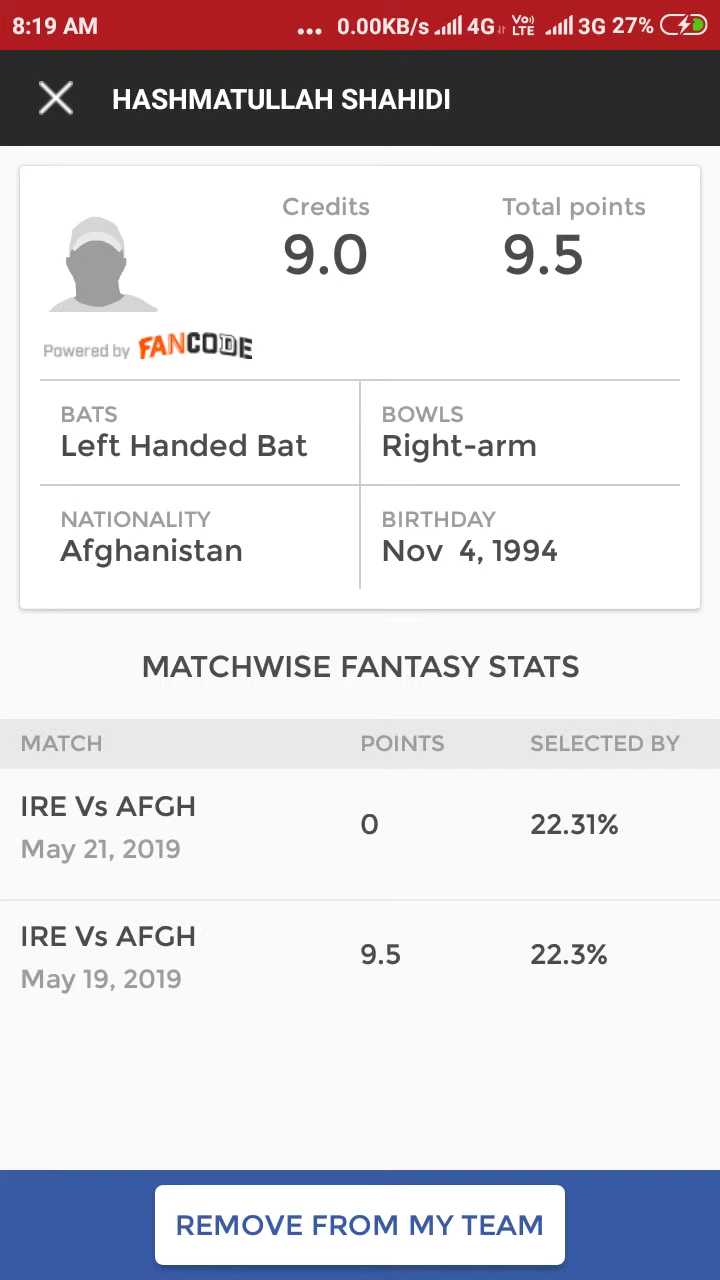 8:19 AM ... 0.00KB/s 4G Vo) LTE 3G 27%
HASHMATULLAH SHAHIDI
Credits Total points
9.0 9.5
Powered by FANCODE
BATS BOWLS
Left Handed Bat Right-arm
NATIONALITY BIRTHDAY
Afghanistan Nov 4, 1994
MATCHWISE FANTASY STATS
MATCH POINTS SELECTED BY
IRE Vs AFGH 0 22.31%
May 21, 2019
IRE Vs AFGH 9.5 22.3%
May 19, 2019
REMOVE FROM MY TEAM